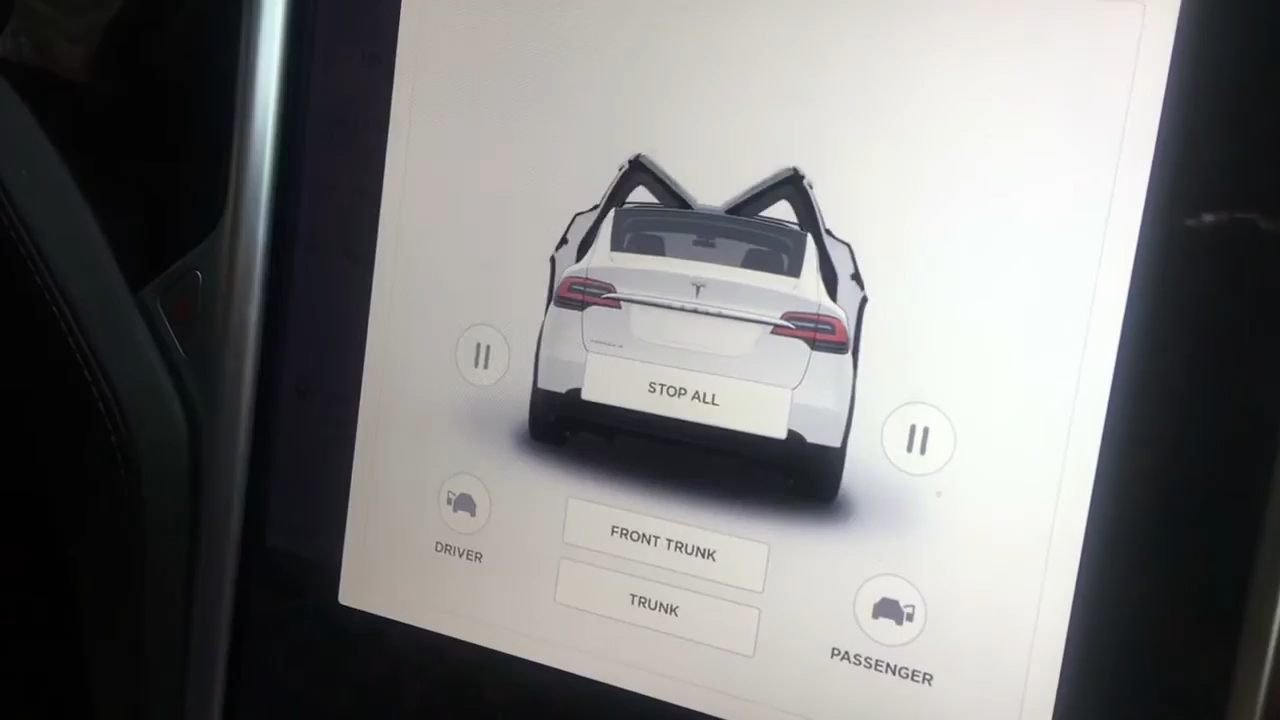 STOP ALL
FRONT TRUNK
TRUNK
DRIVER
PASSENGER